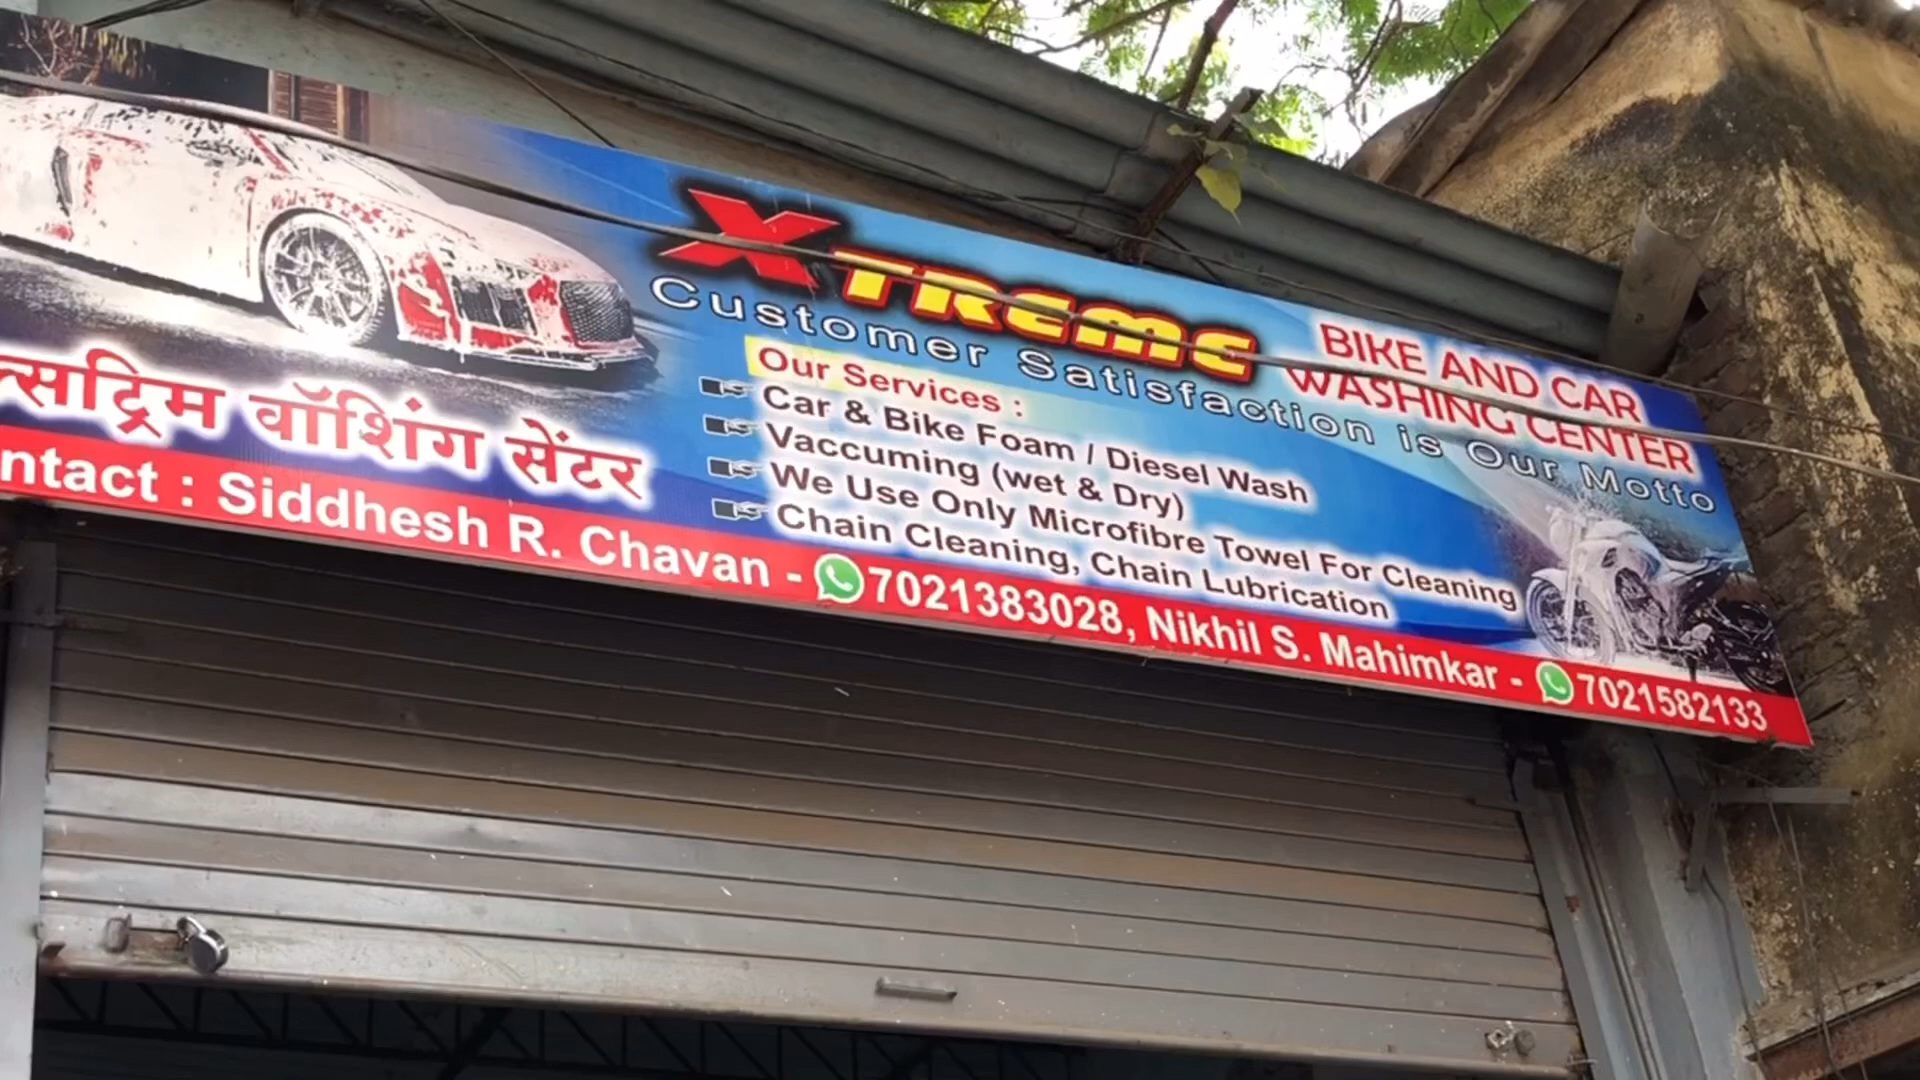 XTREME
BIKE AND CAR
WASHING CENTER
Customer Satisfaction is Our Motto
Our Services :
Car & Bike Foam / Diesel Wash
Vaccuming (wet & Dry)
We Use Only Microfibre Towel For Cleaning
Chain Cleaning, Chain Lubrication
वॉशिंग सेंटर
: Siddhesh R. Chavan - 7021383028, Nikhil S. Mahimkar - 7021582133